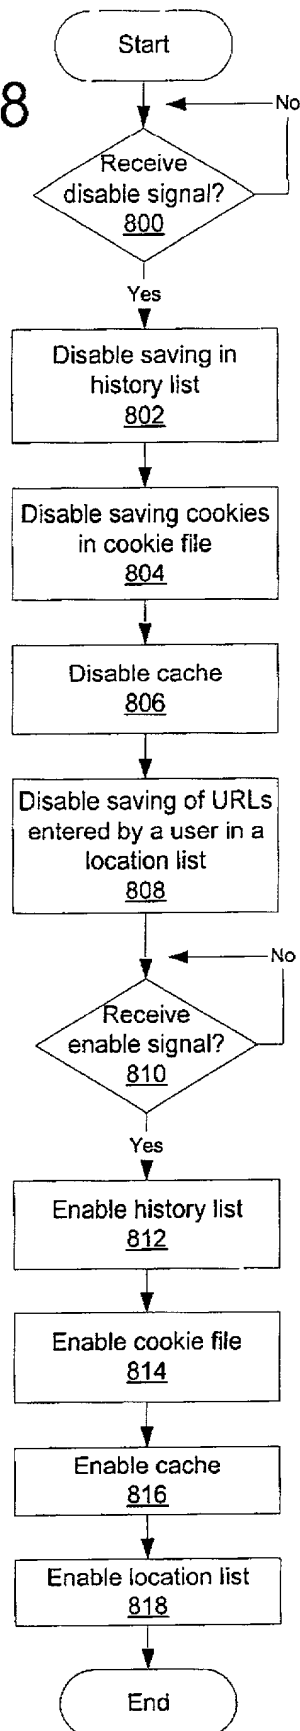 Start
8
No
Receive
disable signal?
800
Yes
Disable saving in
history list
802
Disable saving cookies
in cookie file
804
Disable cache
806
Disable saving of URLs
entered by a user in a
location list
808
No
Receive
enable signal?
810
Yes
Enable history list
812
Enable cookie file
814
Enable cache
816
Enable location list
818
End